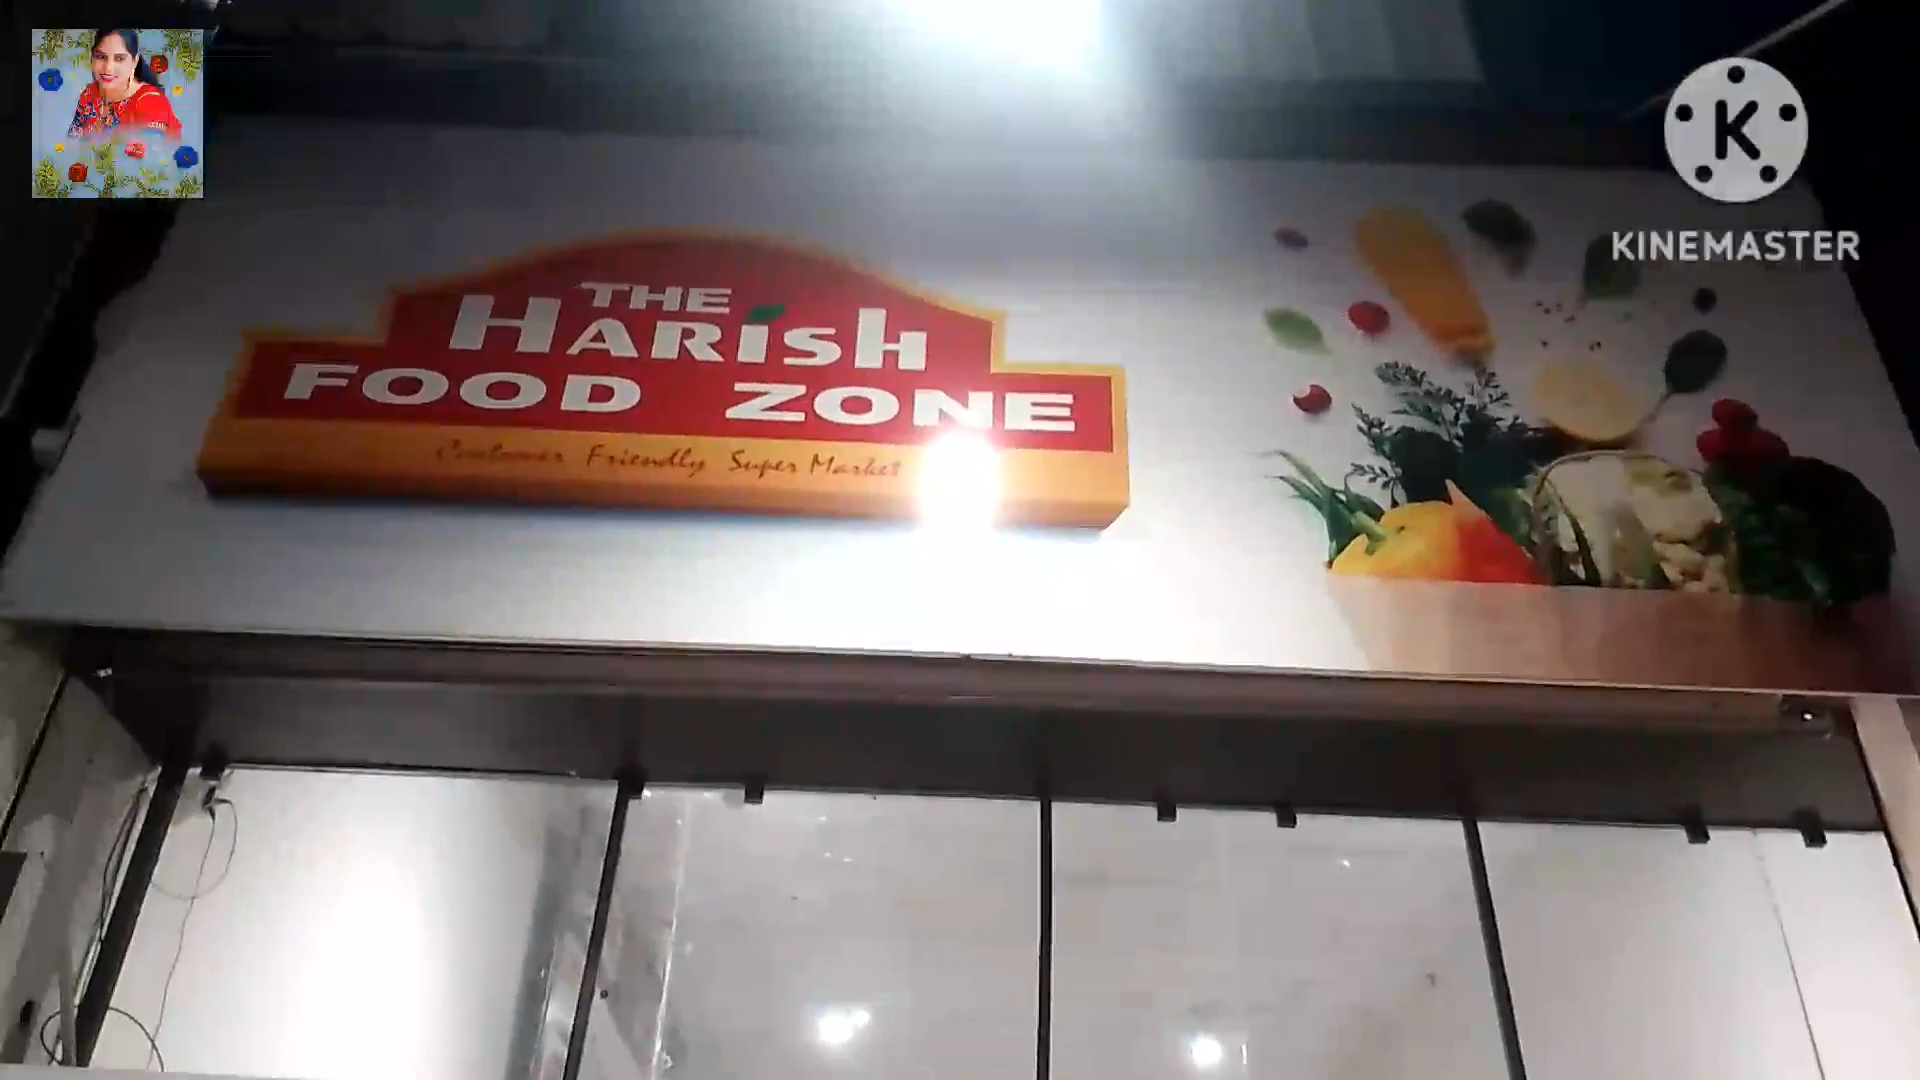 THE
HARiSh
FOOD ZONE
Customer Friendly Super Market
K
KINEMASTER